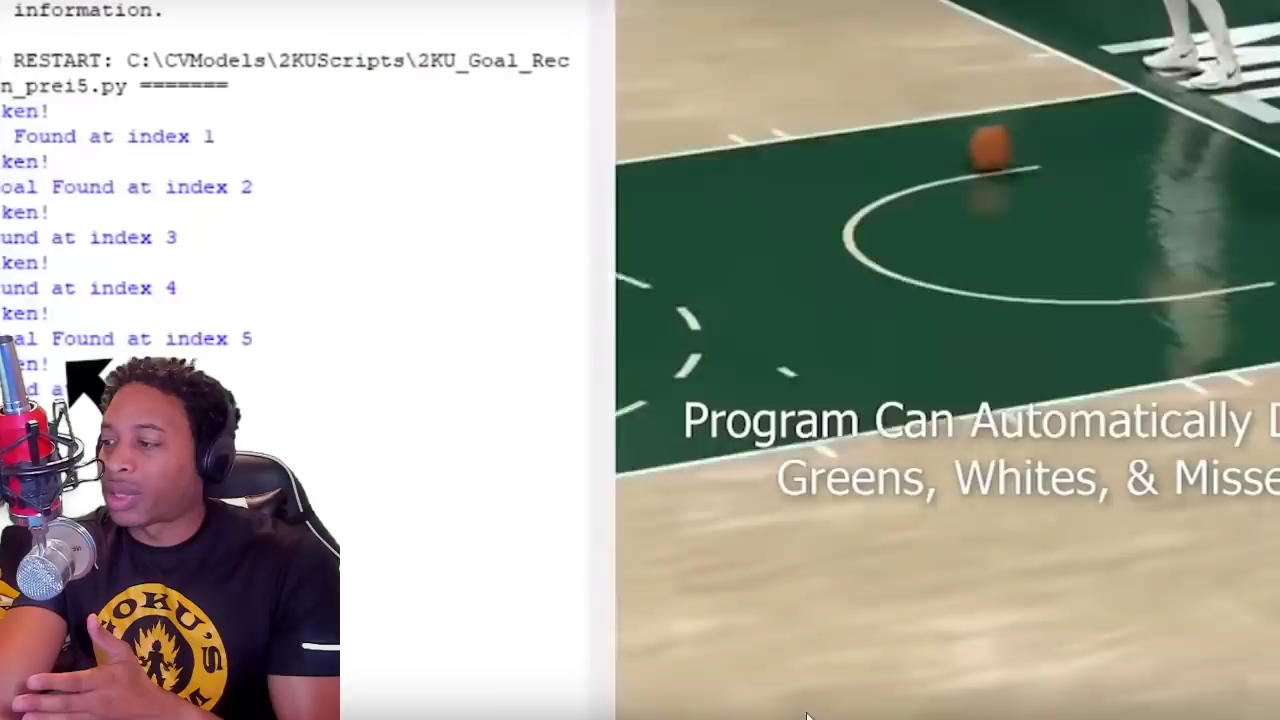 information.
RESTART: C:\CVModels\2KUScripts\2KU_Goal_Rec
n_prei5.py =======
ken!
Found at index 1
ken!
oal Found at index 2
ken!
und at index 3
ken!
und at index 4
ken!
al Found at index 5
en!
d a
Program Can Automatically D
Greens, Whites, & Misse
OKU'S